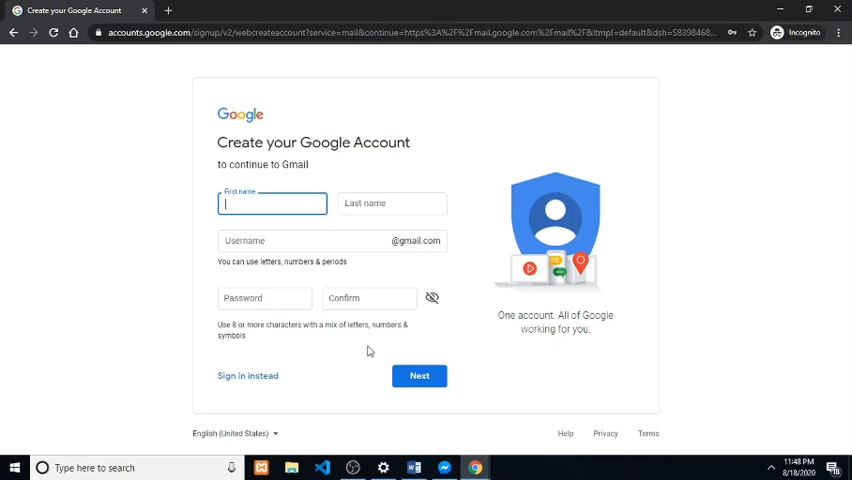 Create your Google Account
accounts.google.com/signup/v2/webcreateaccount?service=mail&continue=https%3A%2F%2Fmail.google.com%2Fmail%2F&ltmpl=default&dsh=S8398468...
Incognito
Google
Create your Google Account
to continue to Gmail
First name
Last name
Username
@gmail.com
You can use letters, numbers & periods
Password
Confirm
Use 8 or more characters with a mix of letters, numbers &
symbols
One account. All of Google
working for you.
Sign in instead
Next
English (United States)
Help
Privacy
Terms
Type here to search
11:48 PM
8/18/2020
18